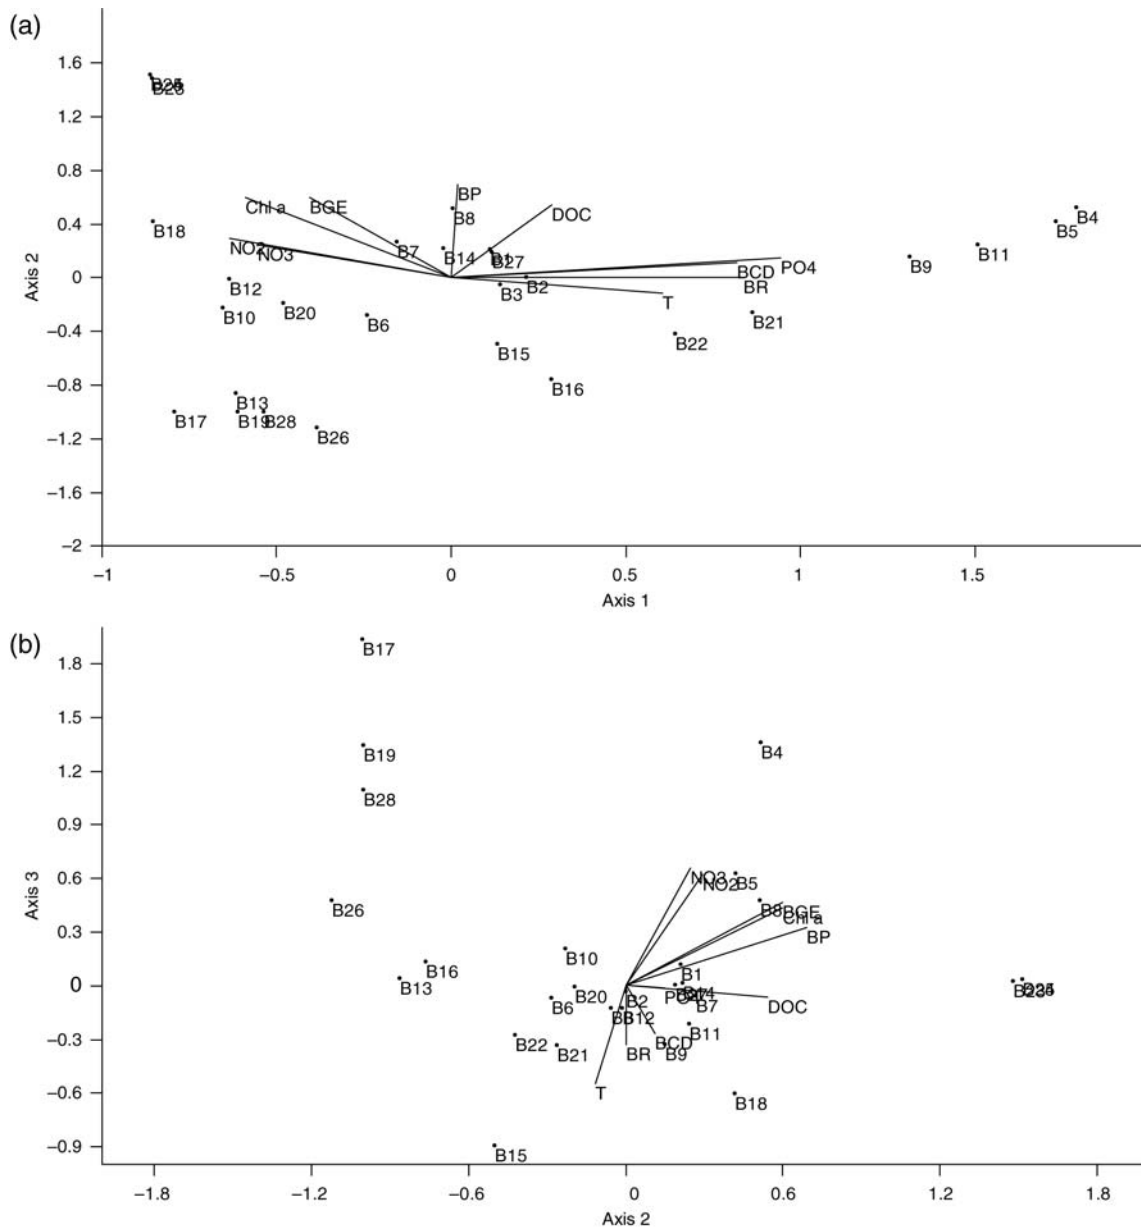 (a)
1.6
1.2
0.8
0.4
0
−0.4
−0.8
−1.2
−1.6
−2
Axis 2
B18
Chl a
BGE
BP
B8
DOC
NO2
NO3
B7
B14
B27
B4
B5
B11
B9
PO4
BCD
BR
B12
B2
B3
T
B10
B20
B6
B21
B22
B15
B16
B13
B17
B19
B28
B26
−1
−0.5
0
0.5
1
1.5
Axis 1
(b)
1.8
1.5
1.2
0.9
0.6
0.3
0
−0.3
−0.6
−0.9
Axis 3
B17
B19
B4
B28
NO3
NO2
B5
B26
B8
BGE
Chl a
BP
B10
B1
B16
B13
B20
B6
B2
B7
DOC
B12
B11
B22
B21
BR
BCD
B9
T
B18
B15
−1.8
−1.2
−0.6
0
0.6
1.2
1.8
Axis 2